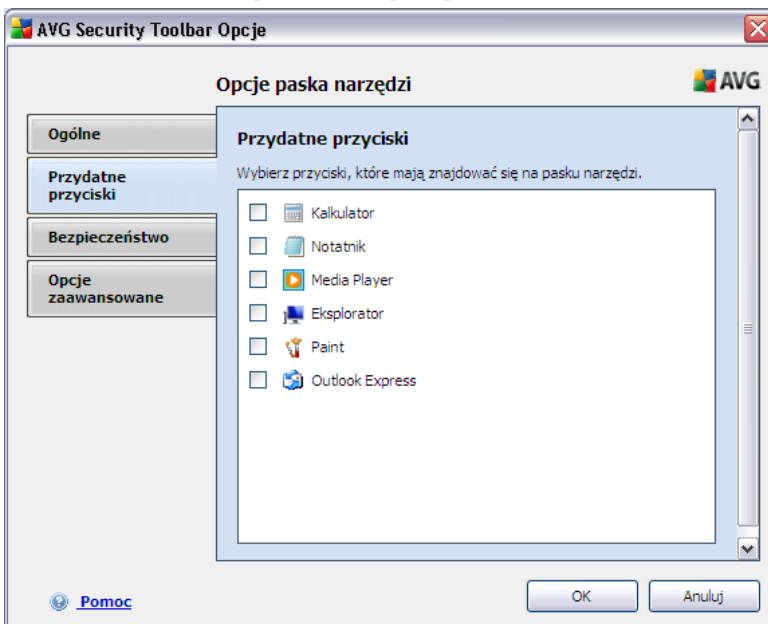 AVG Security Toolbar Opcje
Opcje paska narzędzi
AVG
Ogólne
Przydatne
przyciski
Bezpieczeństwo
Opcje
zaawansowane
Przydatne przyciski
Wybierz przyciski, które mają znajdować się na pasku narzędzi.
Kalkulator
Notatnik
Media Player
Eksplorator
Paint
Outlook Express
Pomoc
OK
Anuluj